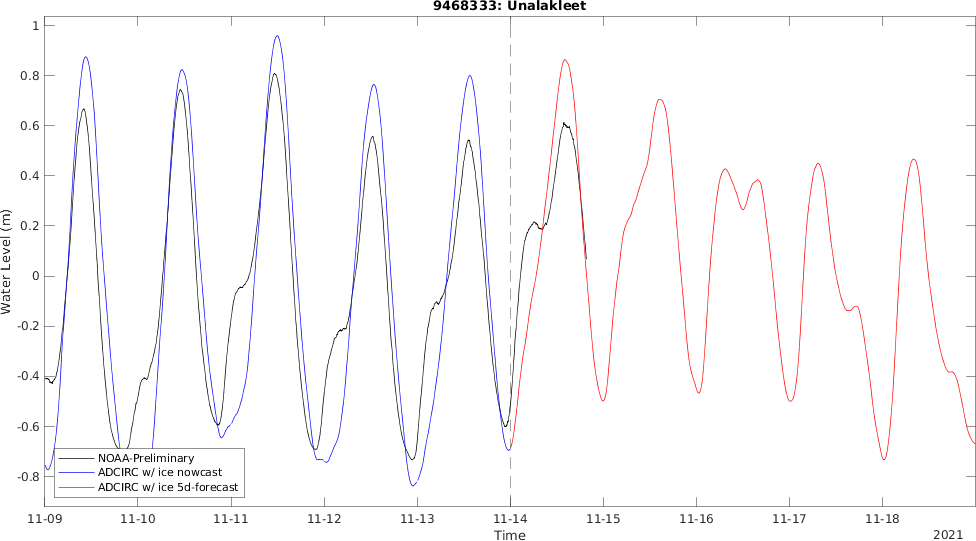 9468333: Unalakleet
Water Level (m)
1
0.8
0.6
0.4
0.2
0
-0.2
-0.4
-0.6
-0.8
NOAA-Preliminary
ADCIRC w/ ice nowcast
ADCIRC w/ ice 5d-forecast
11-09 11-10 11-11 11-12 11-13 11-14 11-15 11-16 11-17 11-18
Time
2021